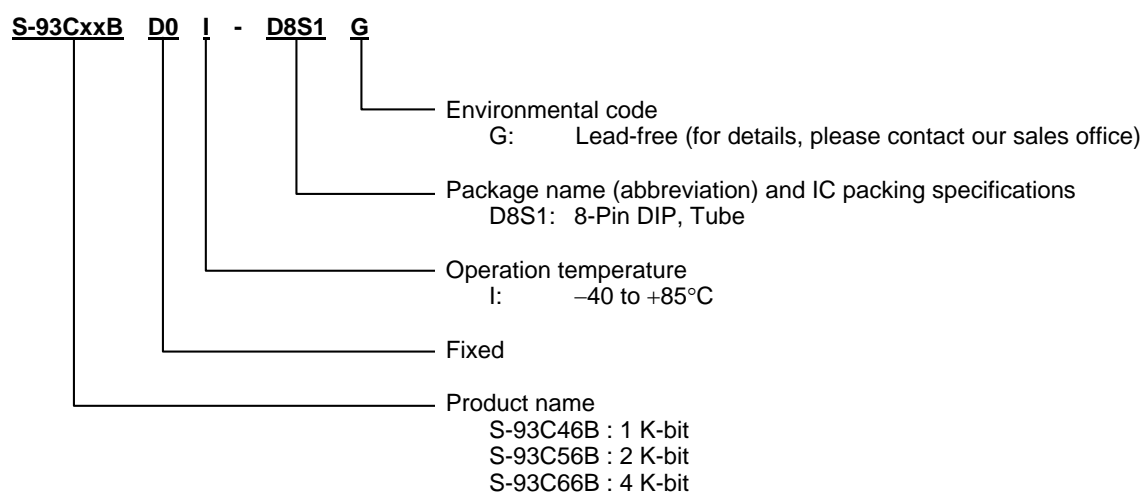 S-93CxxB D0 I - D8S1 G
Environmental code
G: Lead-free (for details, please contact our sales office)
Package name (abbreviation) and IC packing specifications
D8S1: 8-Pin DIP, Tube
Operation temperature
I: −40 to +85°C
Fixed
Product name
S-93C46B : 1 K-bit
S-93C56B : 2 K-bit
S-93C66B : 4 K-bit